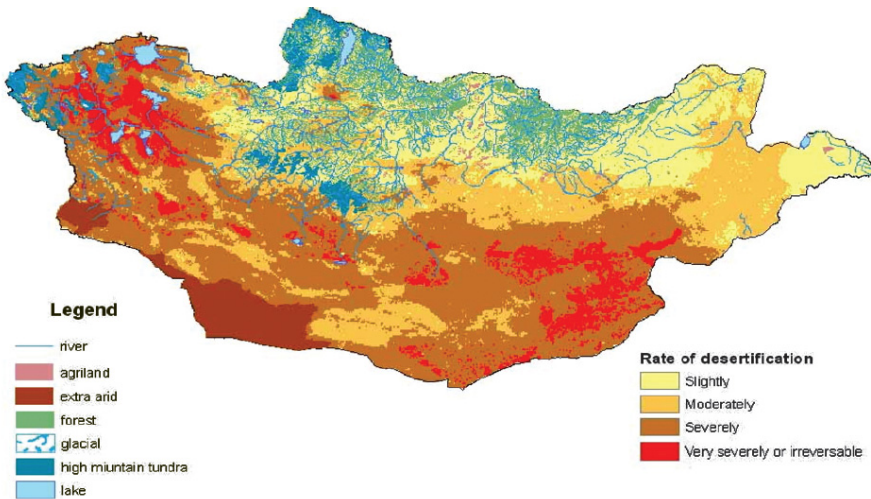 Legend
river
agriland
extra arid
forest
glacial
high miuntain tundra
lake
Rate of desertification
Slightly
Moderately
Severely
Very severely or irreversable